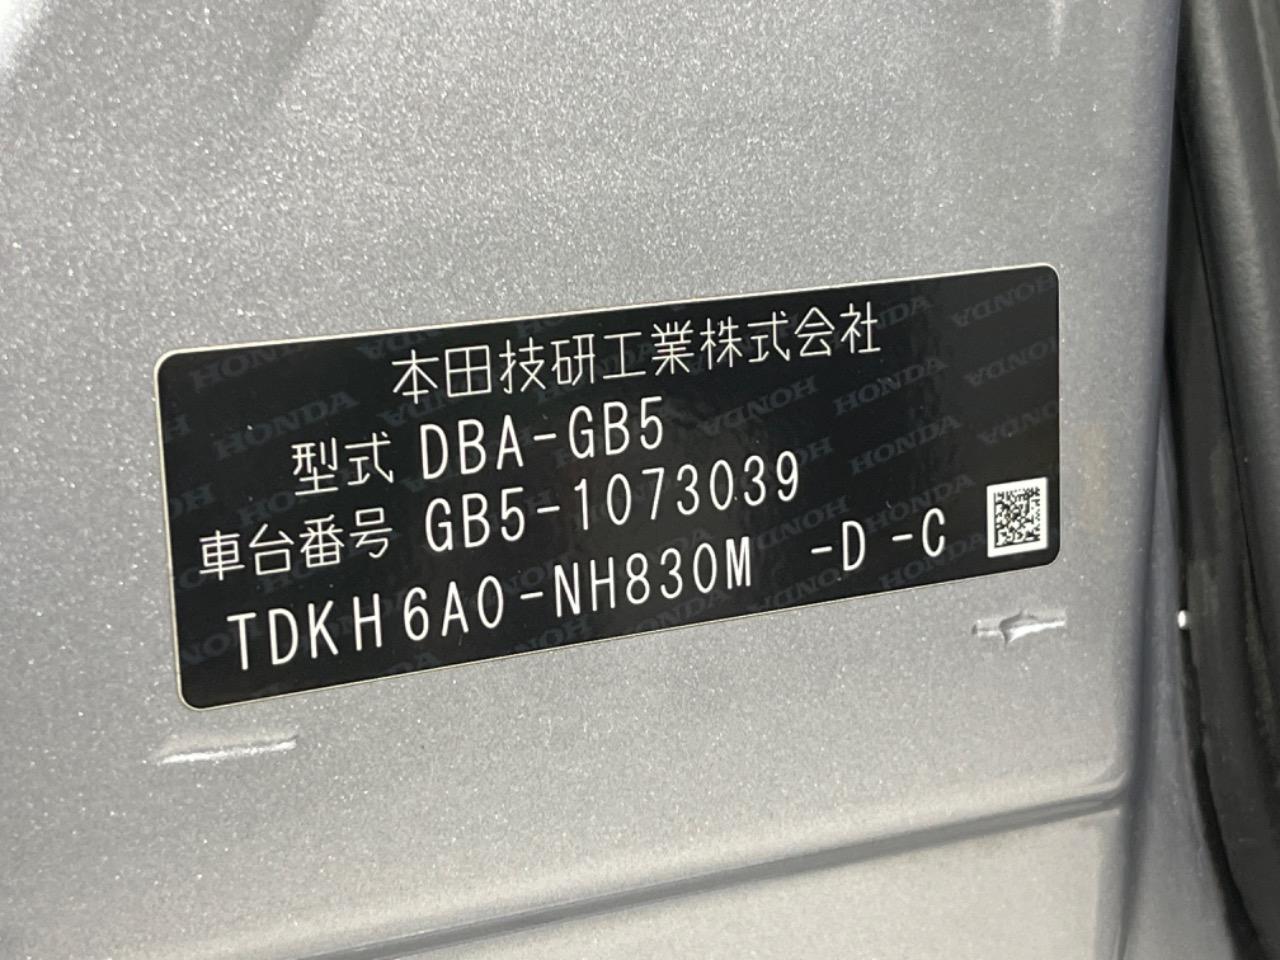 本田技研工業株式会社
型式 DBA-GB5
車台番号 GB5-1073039
TDKH6A0-NH830M -D -C